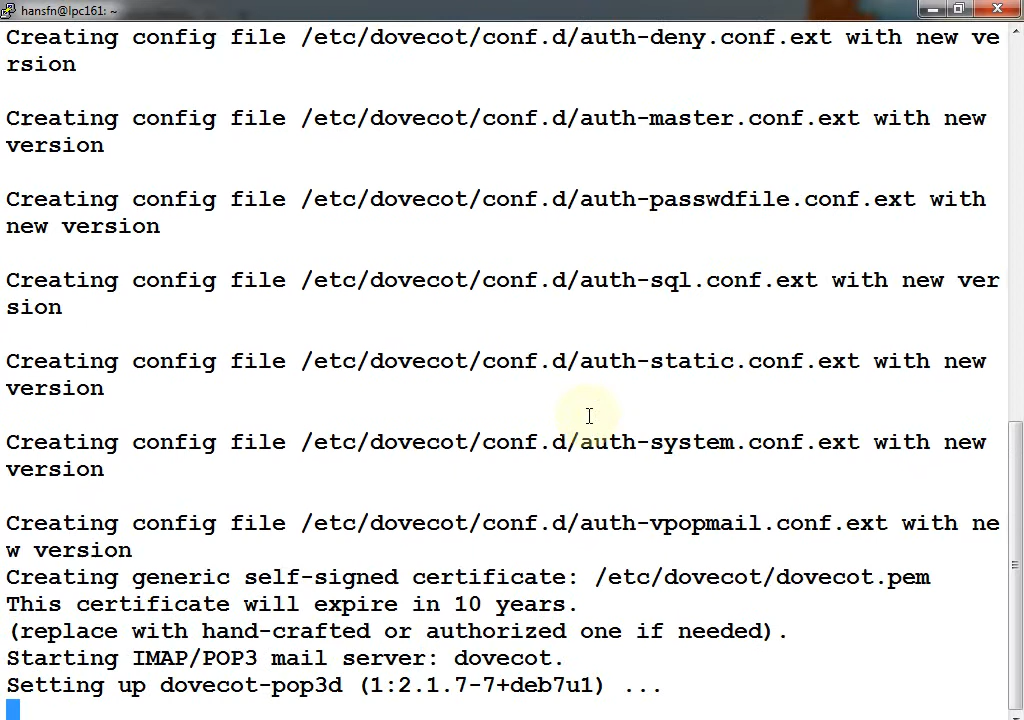 hansfn@lpc161: ~
Creating config file /etc/dovecot/conf.d/auth-deny.conf.ext with new ve
rsion
Creating config file /etc/dovecot/conf.d/auth-master.conf.ext with new
version
Creating config file /etc/dovecot/conf.d/auth-passwdfile.conf.ext with
new version
Creating config file /etc/dovecot/conf.d/auth-sql.conf.ext with new ver
sion
Creating config file /etc/dovecot/conf.d/auth-static.conf.ext with new
version
Creating config file /etc/dovecot/conf.d/auth-system.conf.ext with new
version
Creating config file /etc/dovecot/conf.d/auth-vpopmail.conf.ext with ne
w version
Creating generic self-signed certificate: /etc/dovecot/dovecot.pem
This certificate will expire in 10 years.
(replace with hand-crafted or authorized one if needed).
Starting IMAP/POP3 mail server: dovecot.
Setting up dovecot-pop3d (1:2.1.7-7+deb7u1) ...